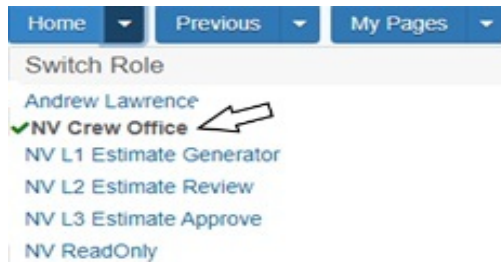 Home Previous My Pages
Switch Role
Andrew Lawrence
NV Crew Office
NV L1 Estimate Generator
NV L2 Estimate Review
NV L3 Estimate Approve
NV ReadOnly